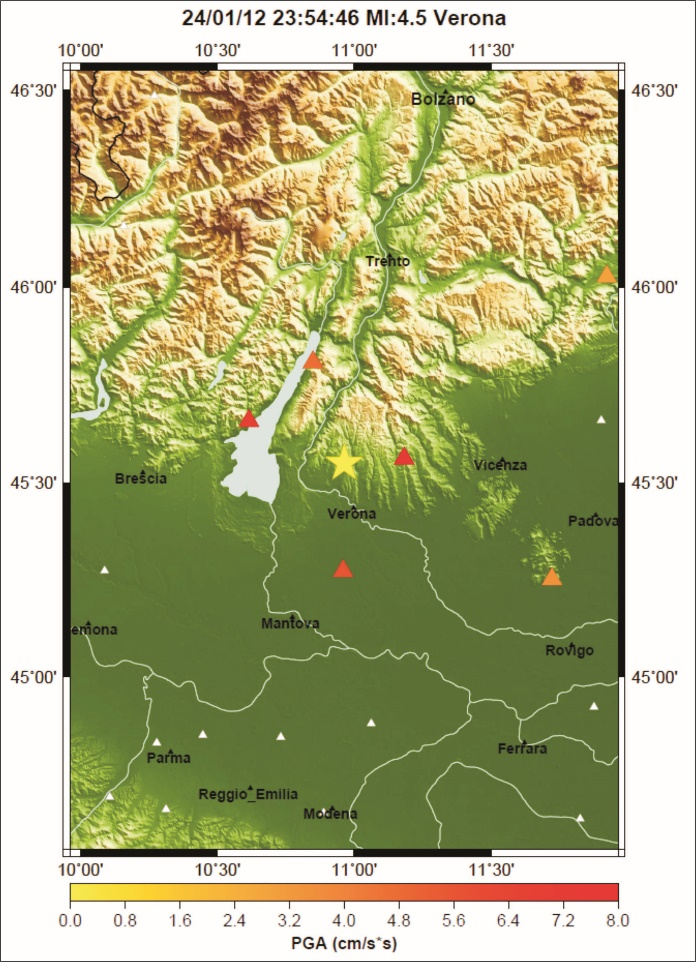 24/01/12 23:54:46 Ml:4.5 Verona
10˚00' 10˚30' 11˚00' 11˚30'
46˚30' 46˚30'
Bolzano
Trento
46˚00' 46˚00'
Brescia
Vicenza
45˚30' 45˚30'
Verona
Padova
emona
Mantova
Rovigo
45˚00' 45˚00'
Ferrara
Parma
Reggio_Emilia
Modena
10˚00' 10˚30' 11˚00' 11˚30'
0.0 0.8 1.6 2.4 3.2 4.0 4.8 5.6 6.4 7.2 8.0
PGA (cm/s*s)